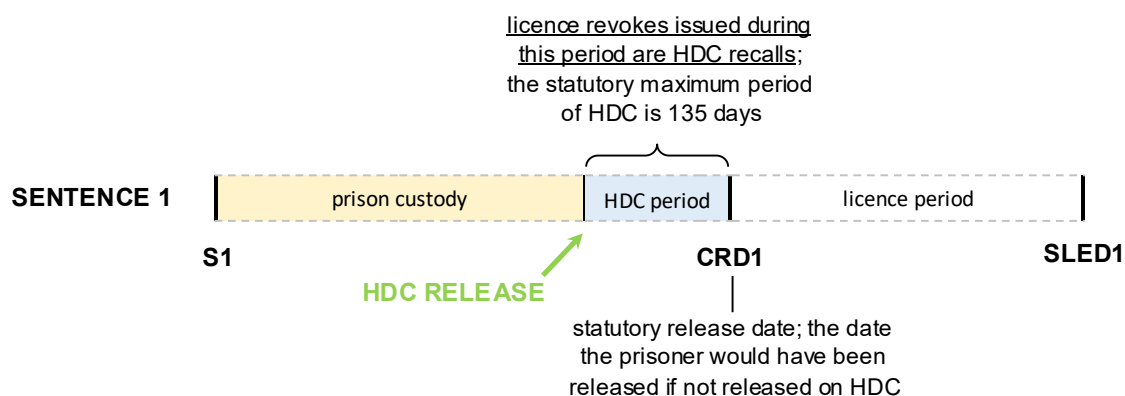 licence revokes issued during
this period are HDC recalls;
the statutory maximum period
of HDC is 135 days
SENTENCE 1
prison custody
HDC period
licence period
S1
CRD1
SLED1
HDC RELEASE
statutory release date; the date
the prisoner would have been
released if not released on HDC